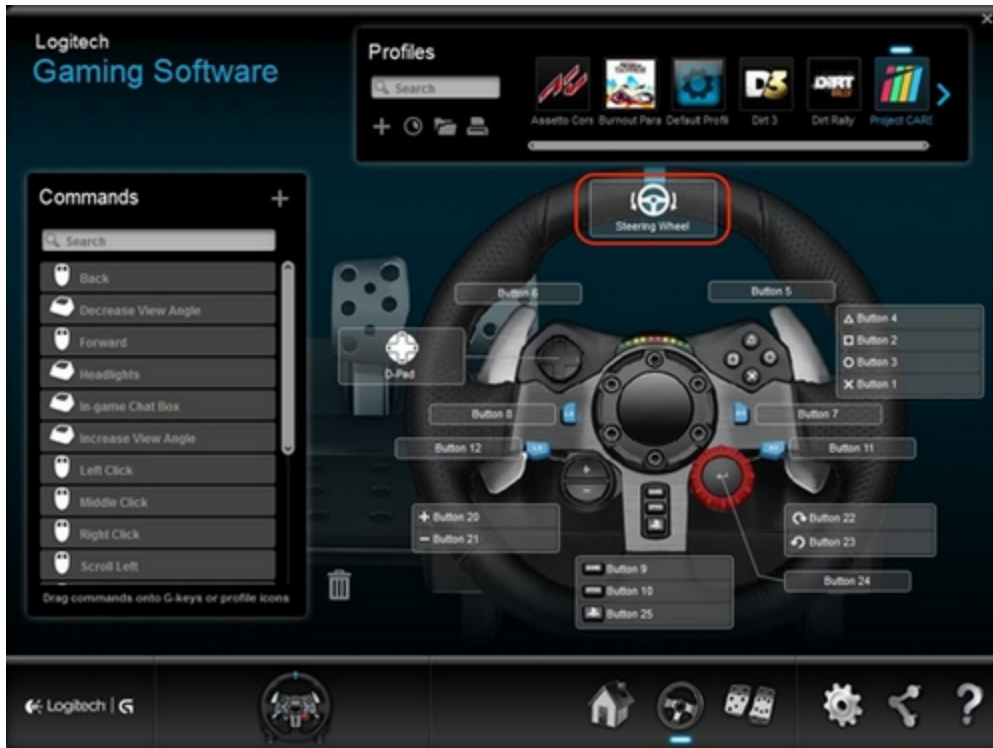 Logitech
Gaming Software
Profiles
Search
Assetto Cors
Burnout Para
Default Profil
Dirt 3
Dirt Rally
Project CARS
Commands
Search
Back
Decrease View Angle
Forward
Headlights
In-game Chat Box
Increase View Angle
Left Click
Middle Click
Right Click
Scroll Left
Drag commands onto G-keys or profile icons
Steering Wheel
Button 6
Button 5
Button 4
Button 2
Button 3
Button 1
D-Pad
Button 8
Button 7
Button 12
Button 11
Button 20
Button 21
Button 22
Button 23
Button 24
Button 9
Button 10
Button 25
Logitech | G